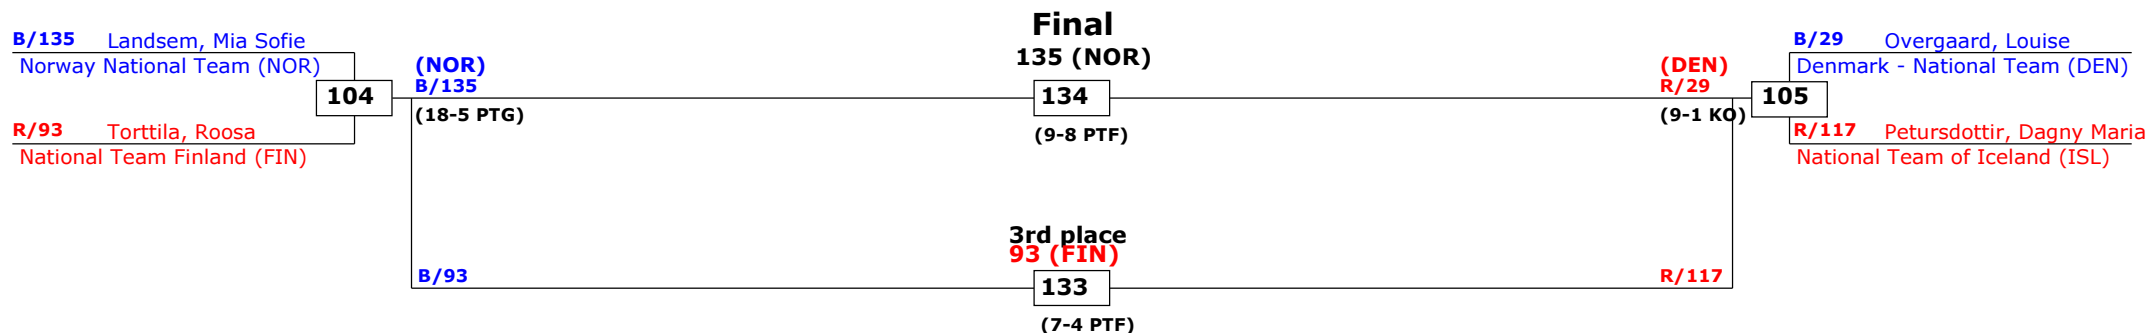 Final
135 (NOR)
B/135 Landsem, Mia Sofie
Norway National Team (NOR)
104
R/93 Torttila, Roosa
National Team Finland (FIN)
(NOR)
B/135
(18-5 PTG)
134
(9-8 PTF)
(DEN)
R/29
(9-1 KO)
B/29 Overgaard, Louise
Denmark - National Team (DEN)
105
R/117 Petursdottir, Dagny Maria
National Team of Iceland (ISL)
3rd place
93 (FIN)
B/93
133
R/117
(7-4 PTF)